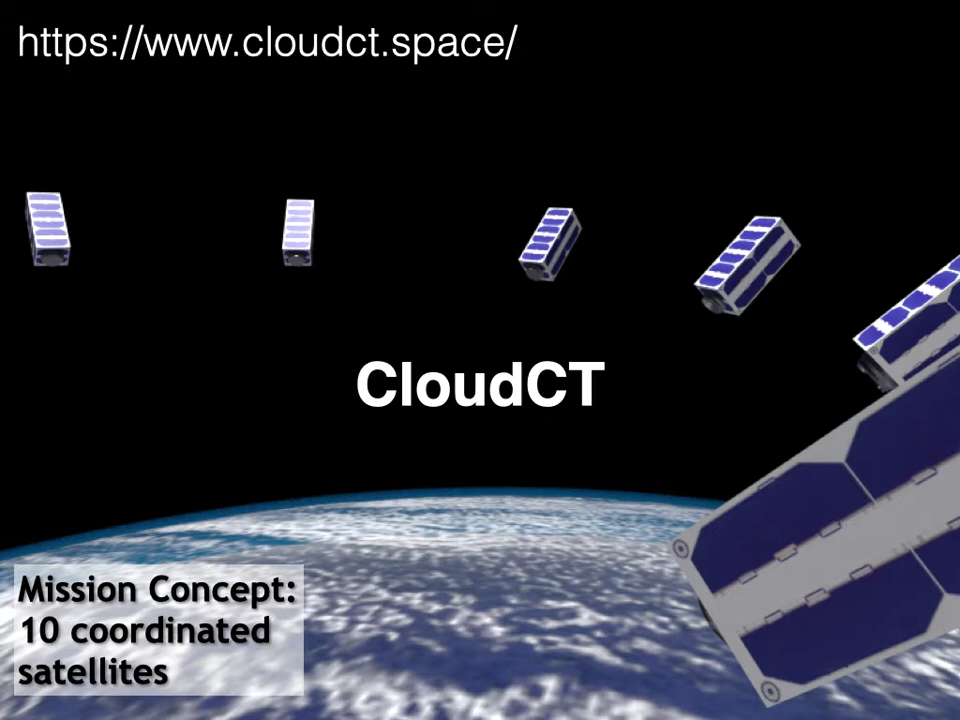 https://www.cloudct.space/
CloudCT
Mission Concept:
10 coordinated
satellites